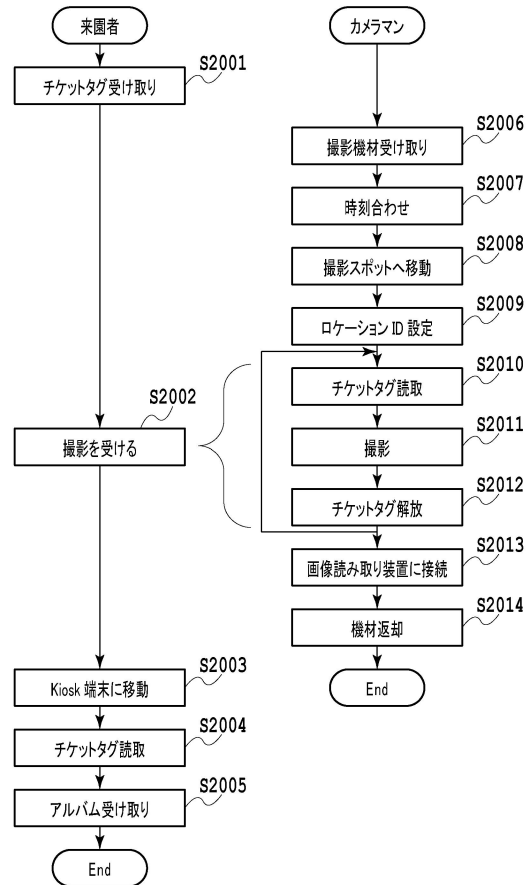 来園者
チケットタグ受け取り
S2001
撮影を受ける
S2002
Kiosk 端末に移動
S2003
チケットタグ読取
S2004
アルバム受け取り
S2005
End
カメラマン
撮影機材受け取り
S2006
時刻合わせ
S2007
撮影スポットへ移動
S2008
ロケーション ID 設定
S2009
チケットタグ読取
S2010
撮影
S2011
チケットタグ解放
S2012
画像読み取り装置に接続
S2013
機材返却
S2014
End